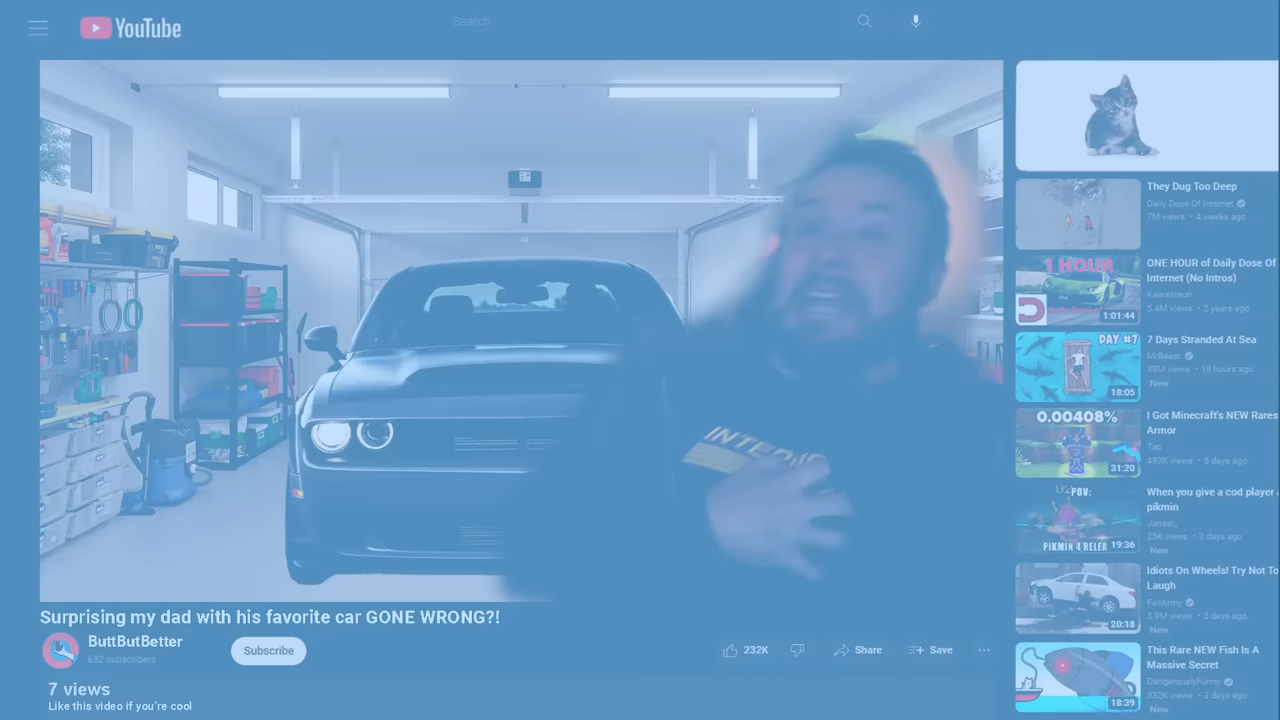 YouTube
Search
They Dug Too Deep
Daily Dose Of Internet
7M views • 4 weeks ago
1 HOUR
1:01:44
ONE HOUR of Daily Dose Of
Internet (No Intros)
5.4M views • 2 years ago
DAY #7
18:05
7 Days Stranded At Sea
MrBeast
39M views • 18 hours ago
New
0.00408%
31:20
I Got Minecraft's NEW Rares
Armor
Tap
493K views • 8 days ago
POV:
PIKMIN 4 RELEA
19:36
When you give a cod player
pikmin
25K views • 3 days ago
New
20:18
Idiots On Wheels! Try Not To
Laugh
FailArmy
3.9M views • 3 days ago
New
18:39
This Rare NEW Fish Is A
Massive Secret
DangerouslyFunny
332K views • 3 days ago
New
Surprising my dad with his favorite car GONE WRONG?!
ButtButBetter
682 subscribers
Subscribe
232K
Share
Save
7 views
Like this video if you're cool